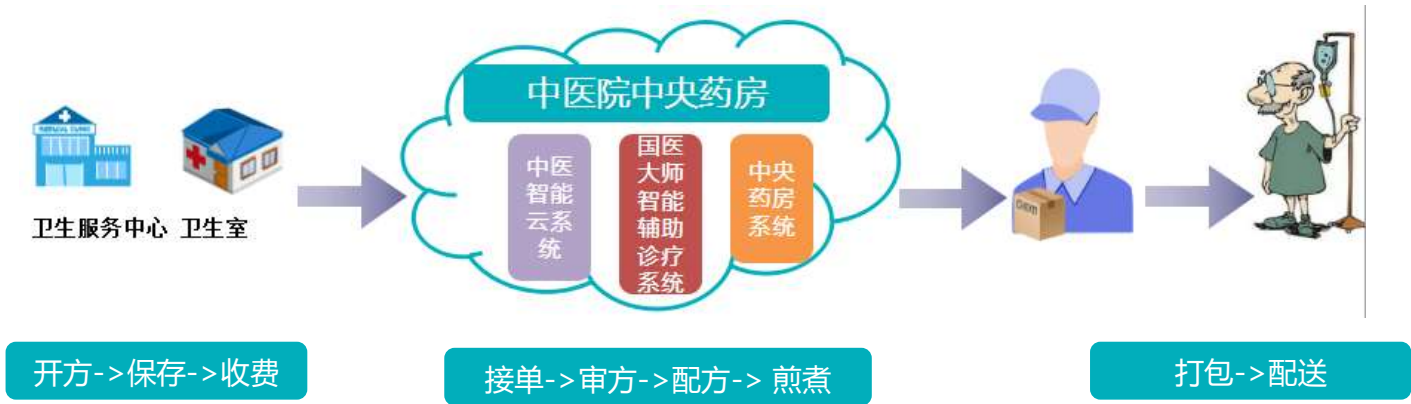 中医院中央药房
中医
智能
云系
统
国医
大师
智能
辅助
诊疗
系统
中央
药房
系统
卫生服务中心 卫生室
开方->保存->收费
接单->审方->配方-> 煎煮
打包->配送